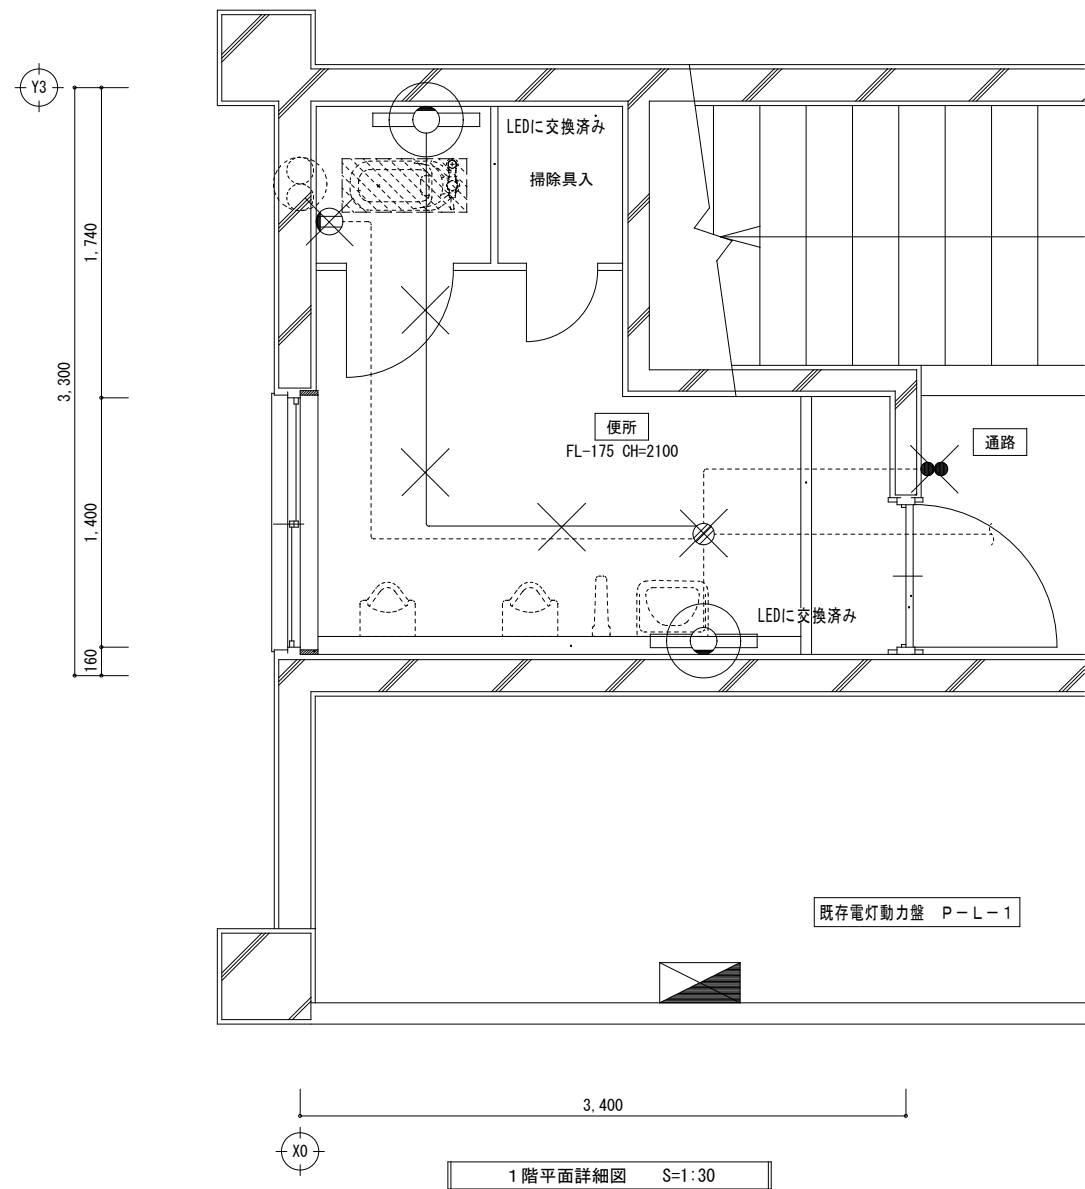 Y3
LEDに交換済み
掃除具入
1,740
3,300
便所
FL-175 CH=2100
通路
1,400
LEDに交換済み
160
既存電灯動力盤 P-L-1
3,400
X0
1階平面詳細図 S=1:30